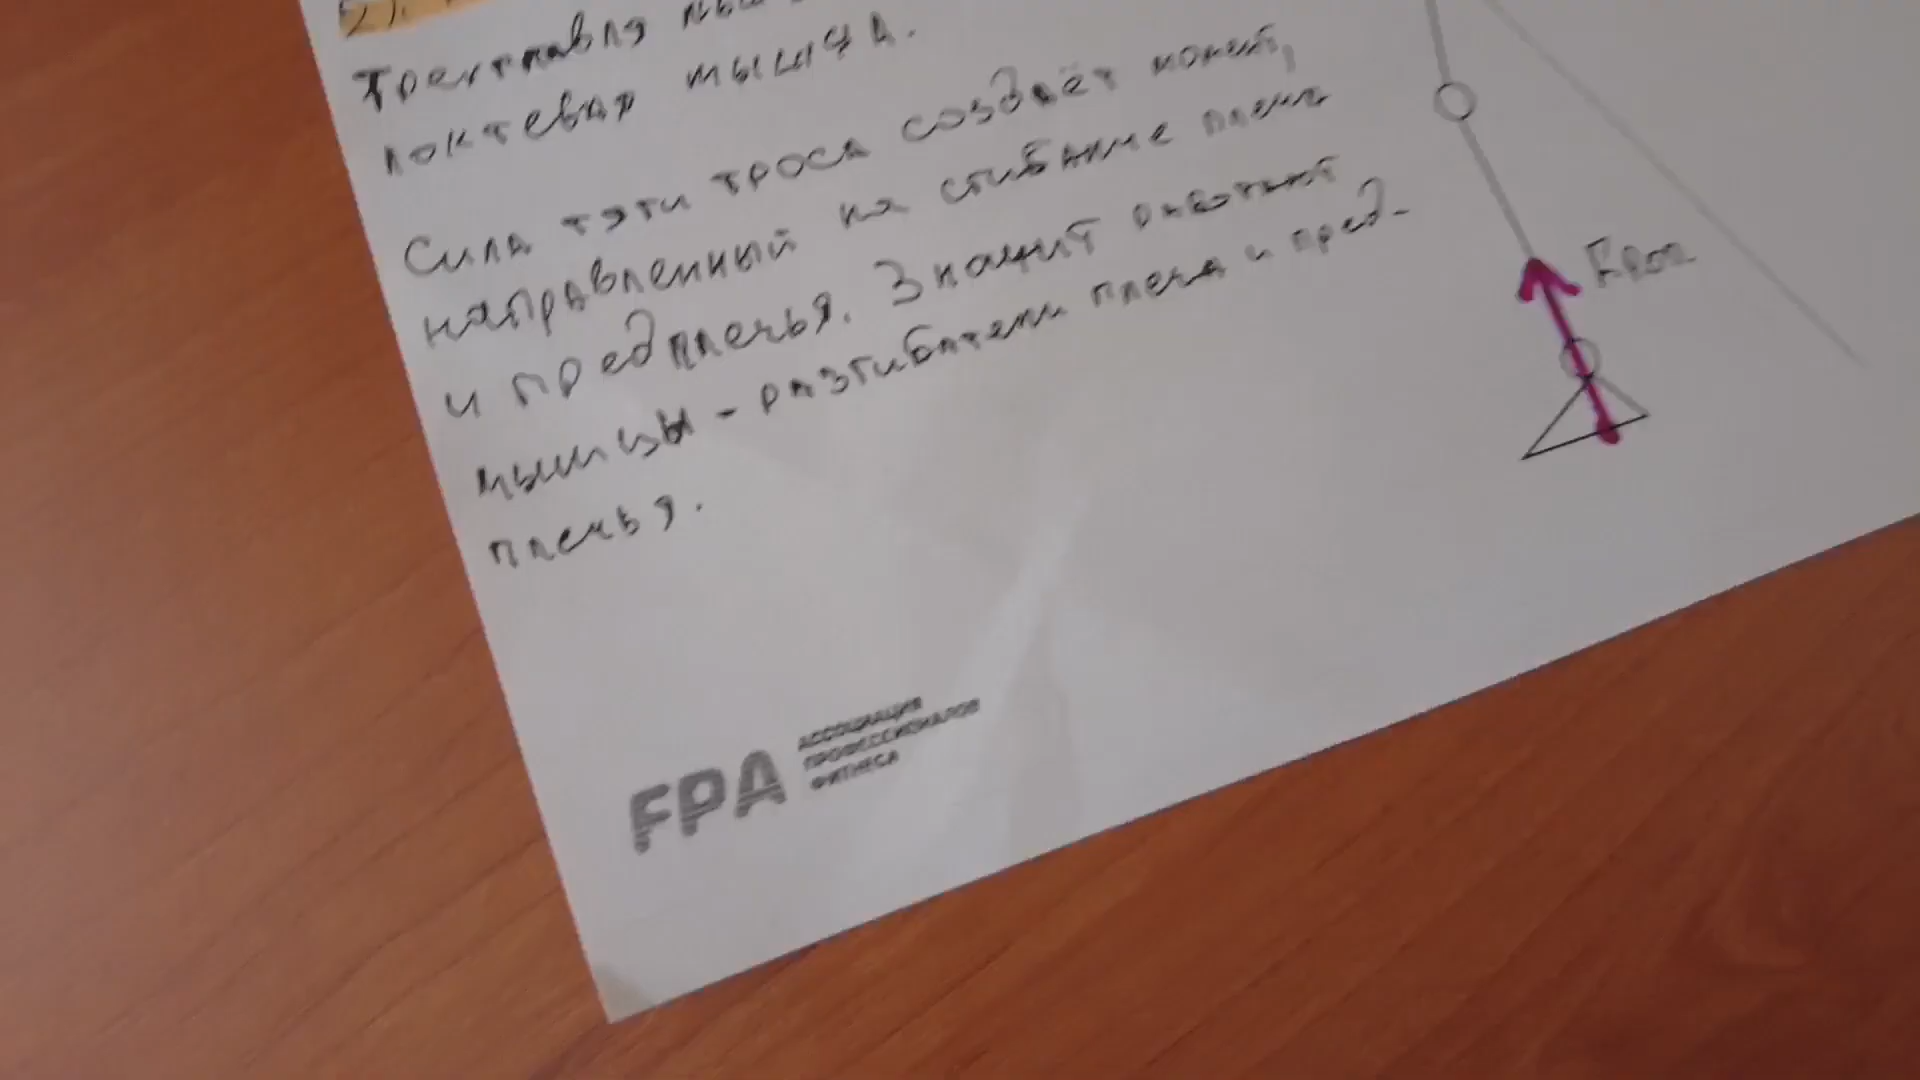 Трехглавая
локтевая мышца.
Сила тяги троса создаёт момент,
направленный на сгибание плеча
и предплечья. Значит работают
мышцы - разгибатели плеча и пред-
плечья.
Fтрос
FPA
АССОЦИАЦИЯ
ПРОФЕССИОНАЛОВ
ФИТНЕСА